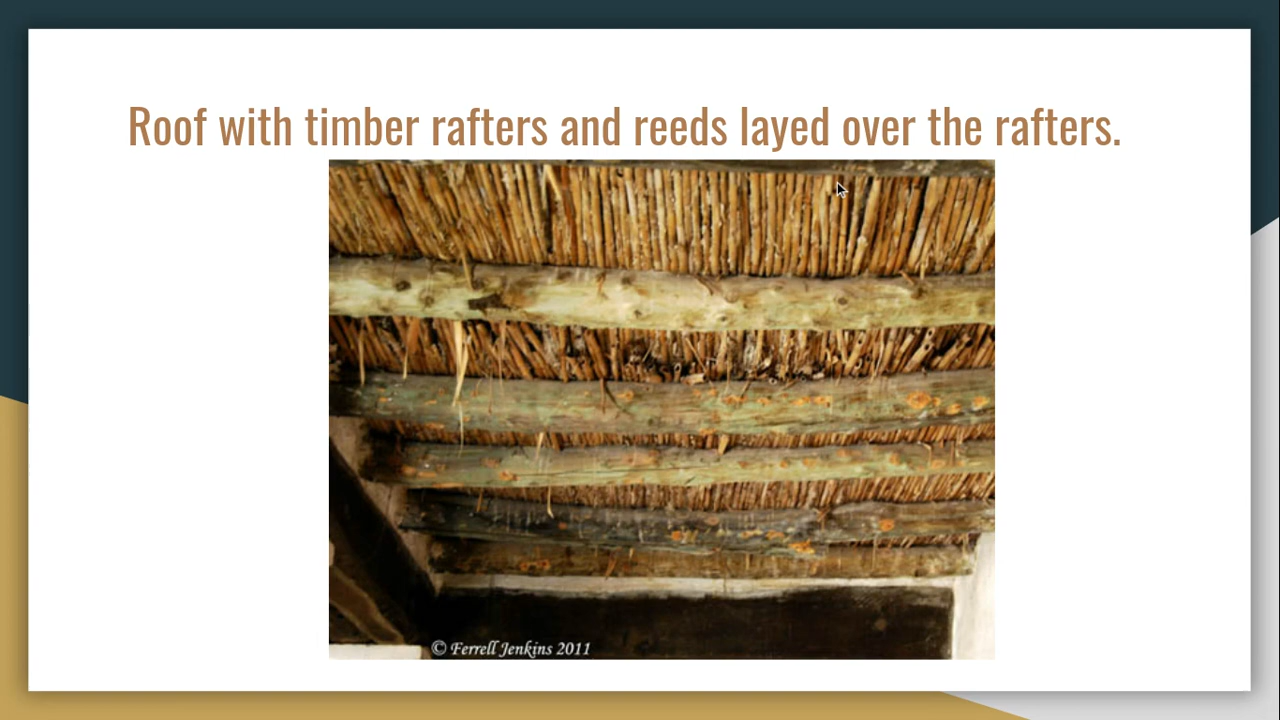 Roof with timber rafters and reeds layed over the rafters.
© Ferrell Jenkins 2011